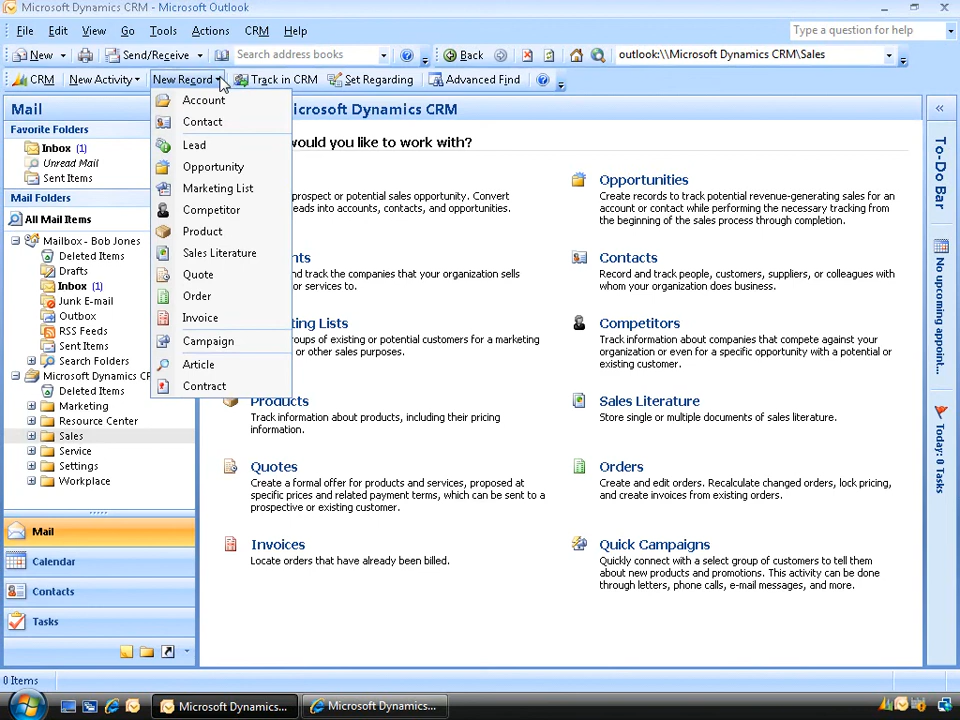 Microsoft Dynamics CRM - Microsoft Outlook
File Edit View Go Tools Actions CRM Help
Type a question for help
New Send/Receive Search address books Back outlook:\\Microsoft Dynamics CRM\Sales
CRM New Activity New Record Track in CRM Set Regarding Advanced Find
Mail
Favorite Folders
Inbox (1)
Unread Mail
Sent Items
Mail Folders
All Mail Items
Mailbox - Bob Jones
Deleted Items
Drafts
Inbox (1)
Junk E-mail
Outbox
RSS Feeds
Sent Items
Search Folders
Microsoft Dynamics C
Deleted Items
Marketing
Resource Center
Sales
Service
Settings
Workplace
Mail
Calendar
Contacts
Tasks
Account
Contact
Lead
Opportunity
Marketing List
Competitor
Product
Sales Literature
Quote
Order
Invoice
Campaign
Article
Contract
icrosoft Dynamics CRM
would you like to work with?
prospect or potential sales opportunity. Convert
eads into accounts, contacts, and opportunities.
Opportunities
Create records to track potential revenue-generating sales for an
account or contact while performing the necessary tracking from
the beginning of the sales process through completion.
nts
and track the companies that your organization sells
or services to.
Contacts
Record and track people, customers, suppliers, or colleagues with
whom your organization does business.
ting Lists
groups of existing or potential customers for a marketing
or other sales purposes.
Competitors
Track information about companies that compete against your
organization or even for a specific opportunity with a potential or
existing customer.
Products
Track information about products, including their pricing
information.
Sales Literature
Store single or multiple documents of sales literature.
Quotes
Create a formal offer for products and services, proposed at
specific prices and related payment terms, which can be sent to a
prospective or existing customer.
Orders
Create and edit orders. Recalculate changed orders, lock pricing,
and create invoices from existing orders.
Invoices
Locate orders that have already been billed.
Quick Campaigns
Quickly connect with a select group of customers to tell them
about new products and promotions. This activity can be done
through letters, phone calls, e-mail messages, and more.
To-Do Bar
No upcoming appoint...
Today: 0 Tasks
0 Items
Microsoft Dynamics... Microsoft Dynamics...